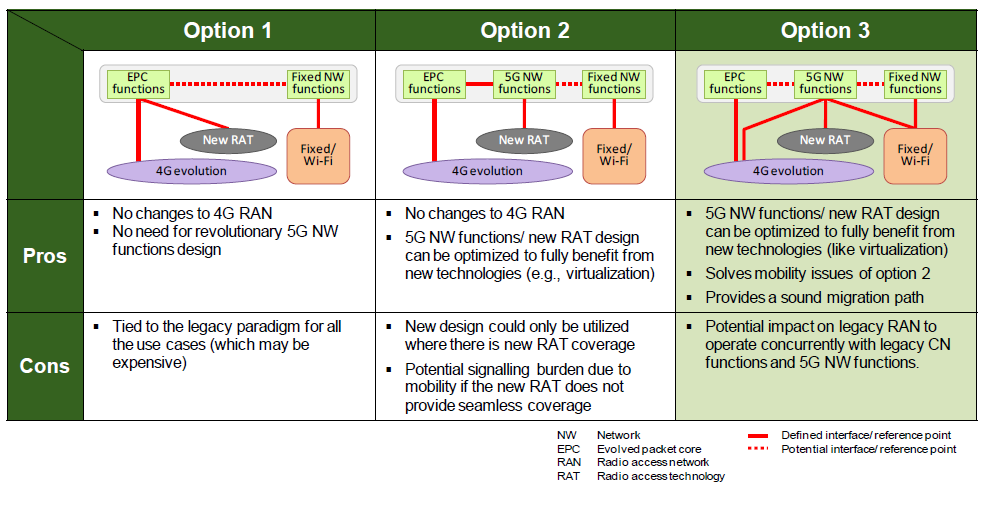 Option 1
Option 2
Option 3
EPC
functions
Fixed NW
functions
New RAT
4G evolution
Fixed/
Wi-Fi
EPC
functions
5G NW
functions
Fixed NW
functions
New RAT
4G evolution
Fixed/
Wi-Fi
EPC
functions
5G NW
functions
Fixed NW
functions
New RAT
4G evolution
Fixed/
Wi-Fi
Pros
▪ No changes to 4G RAN
▪ No need for revolutionary 5G NW
functions design
▪ No changes to 4G RAN
▪ 5G NW functions/ new RAT design
can be optimized to fully benefit from
new technologies (e.g., virtualization)
▪ 5G NW functions/ new RAT design
can be optimized to fully benefit from
new technologies (like virtualization)
▪ Solves mobility issues of option 2
▪ Provides a sound migration path
Cons
▪ Tied to the legacy paradigm for all
the use cases (which may be
expensive)
▪ New design could only be utilized
where there is new RAT coverage
▪ Potential signalling burden due to
mobility if the new RAT does not
provide seamless coverage
▪ Potential impact on legacy RAN to
operate concurrently with legacy CN
functions and 5G NW functions.
NW Network
EPC Evolved packet core
RAN Radio access network
RAT Radio access technology
Defined interface/ reference point
Potential interface/ reference point